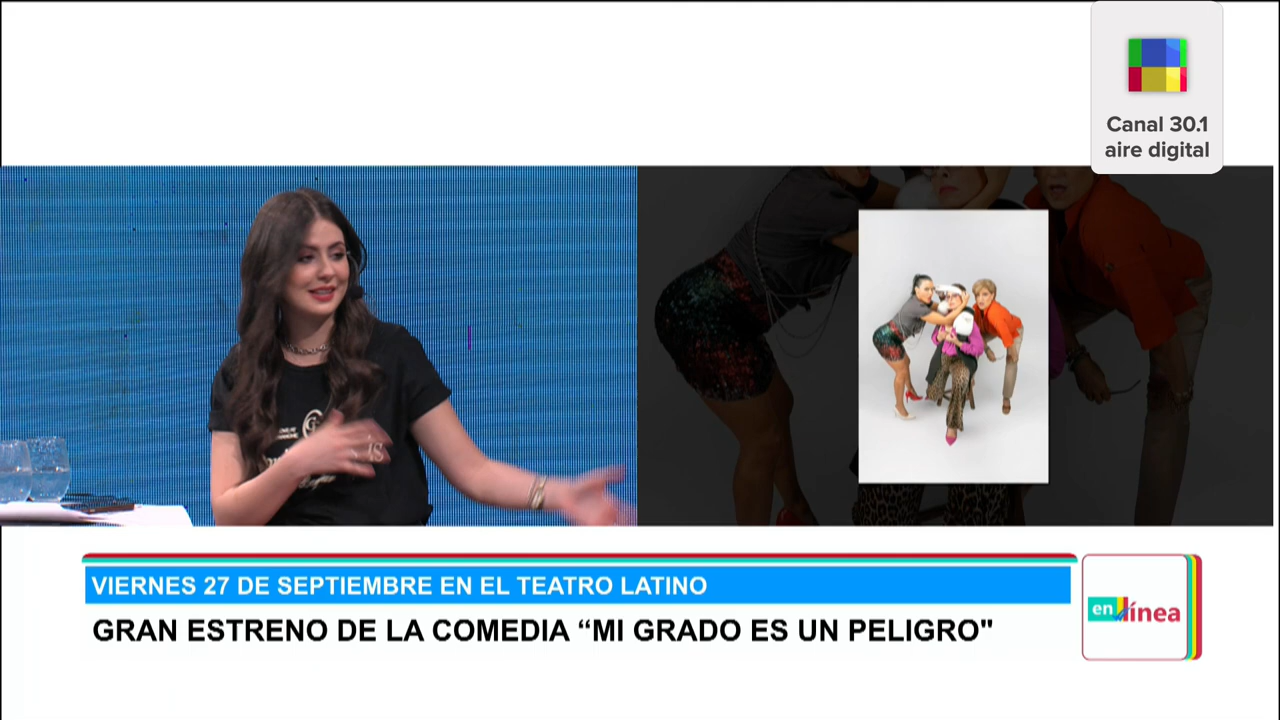 Canal 30.1
aire digital
VIERNES 27 DE SEPTIEMBRE EN EL TEATRO LATINO
GRAN ESTRENO DE LA COMEDIA “MI GRADO ES UN PELIGRO"
en línea